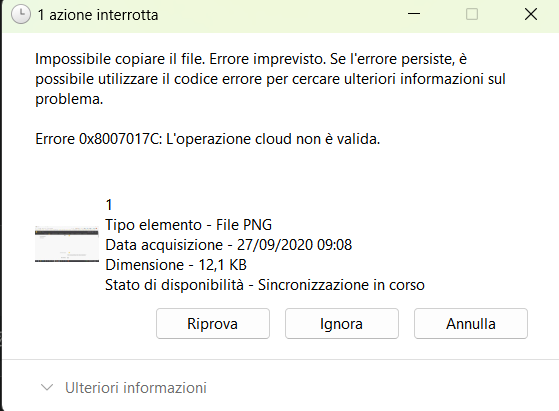 1 azione interrotta
Impossibile copiare il file. Errore imprevisto. Se l'errore persiste, è
possibile utilizzare il codice errore per cercare ulteriori informazioni sul
problema.
Errore 0x8007017C: L'operazione cloud non è valida.
1
Tipo elemento - File PNG
Data acquisizione - 27/09/2020 09:08
Dimensione - 12,1 KB
Stato di disponibilità - Sincronizzazione in corso
Riprova
Ignora
Annulla
Ulteriori informazioni